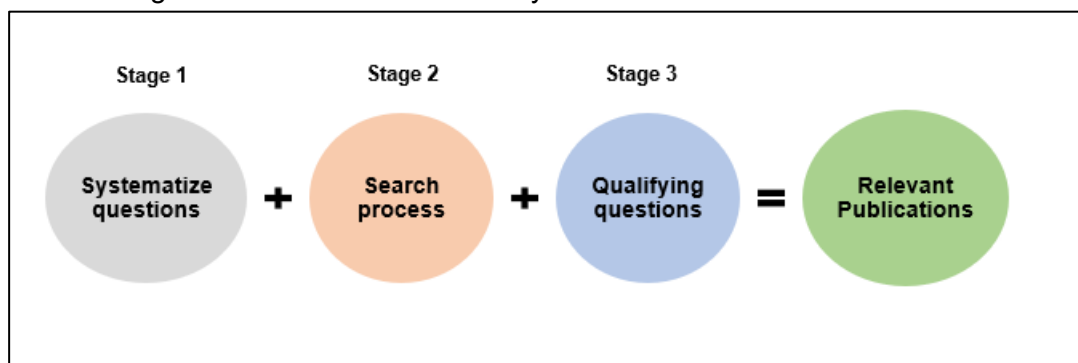 Stage 1
Stage 2
Stage 3
Systematize
questions
+
Search
process
+
Qualifying
questions
=
Relevant
Publications